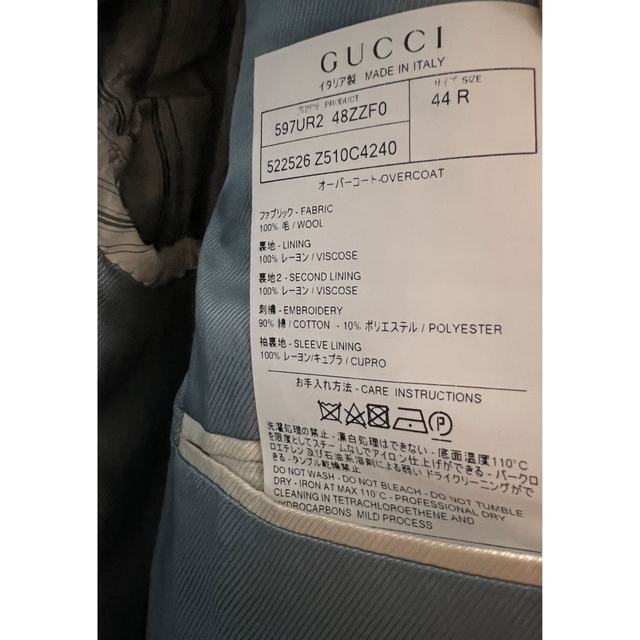 GUCCI
イタリア製 MADE IN ITALY
PRODUCT
サイズ SIZE
597UR2 48ZZF0
44 R
522526 Z510C4240
オーバーコート-OVERCOAT
ファブリック - FABRIC
100% 毛 / WOOL
裏地 - LINING
100% レーヨン / VISCOSE
裏地2 - SECOND LINING
100% レーヨン / VISCOSE
刺繍 - EMBROIDERY
90% 綿 / COTTON - 10% ポリエステル / POLYESTER
袖裏地 - SLEEVE LINING
100% レーヨン/キュプラ / CUPRO
お手入れ方法 - CARE INSTRUCTIONS
P
洗濯処理の禁止 - 漂白処理はできない - 底面温度110°C
を限度としてスチームなしでアイロン仕上げができる - パークロ
ロエチレン及び石油系溶剤による弱いドライクリーニングがで
きる - タンブル乾燥禁止
DO NOT WASH - DO NOT BLEACH - DO NOT TUMBLE
DRY - IRON AT MAX 110°C - PROFESSIONAL DRY
CLEANING IN TETRACHLOROETHENE AND
HYDROCARBONS MILD PROCESS